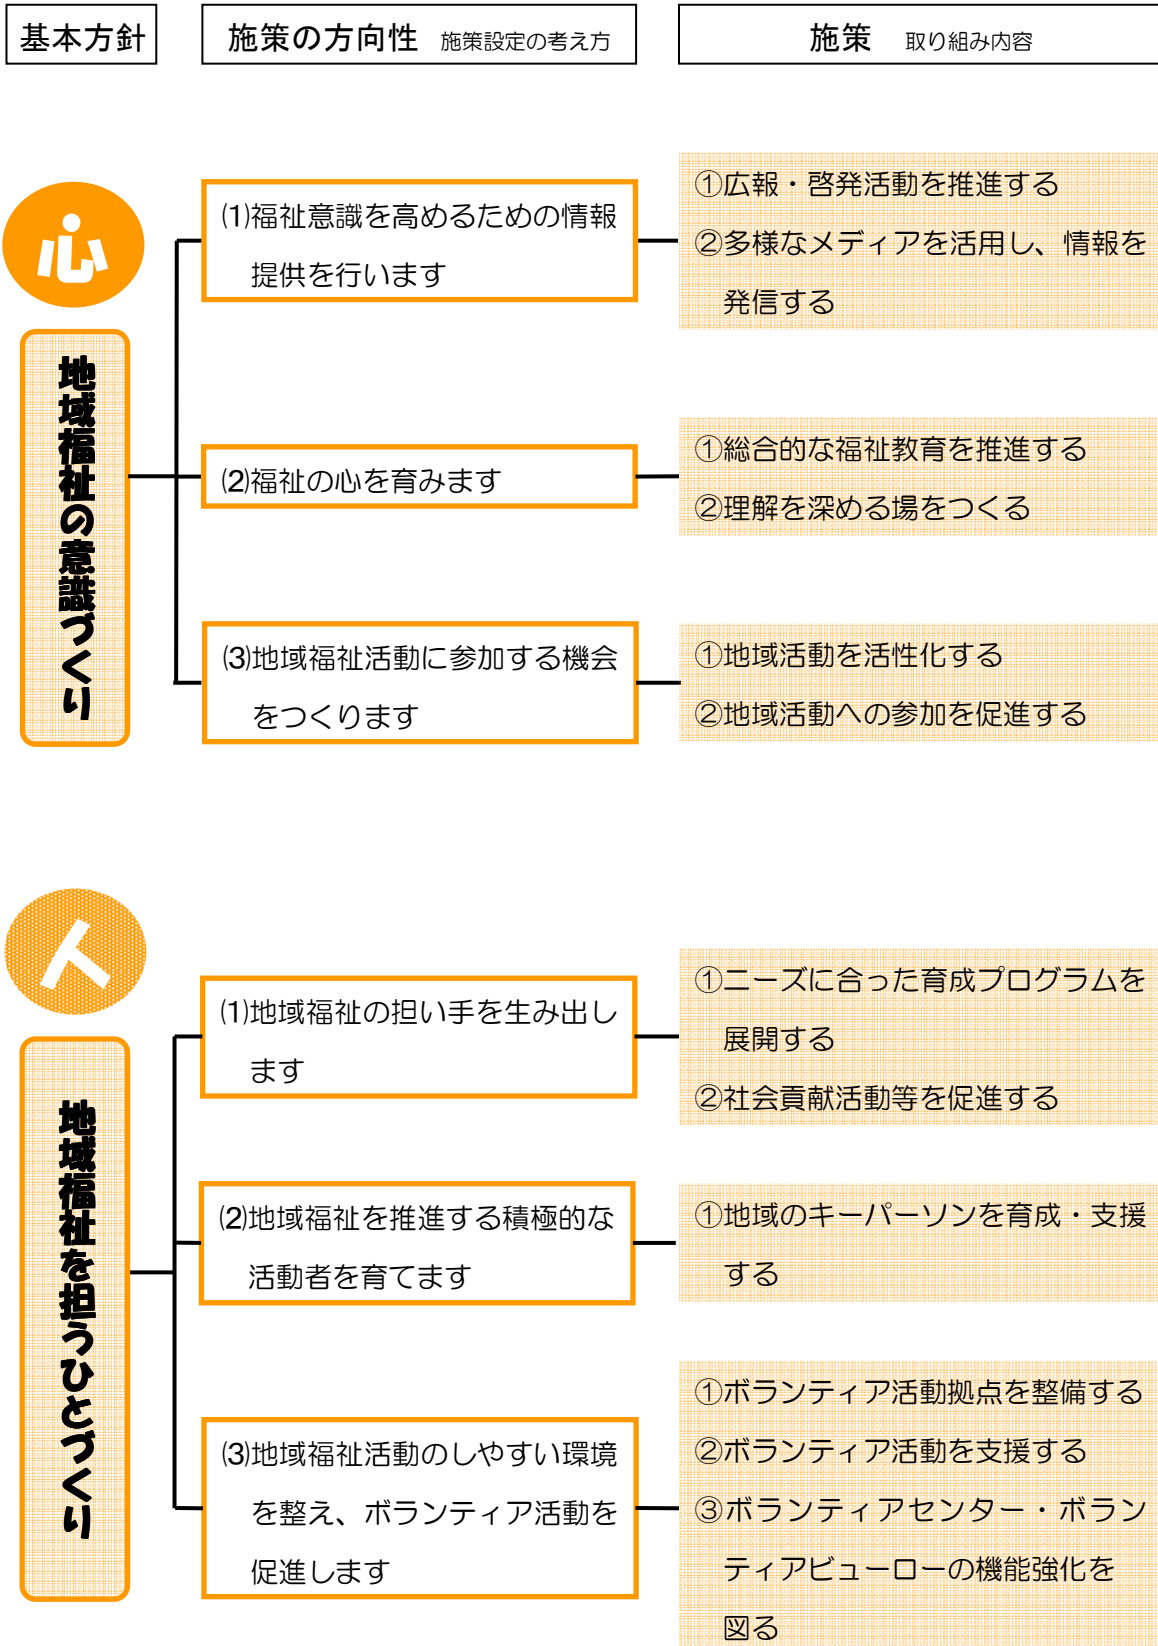 基本方針
施策の方向性 施策設定の考え方
施策 取り組み内容
心
地域福祉の意識づくり
⑴福祉意識を高めるための情報
提供を行います
①広報・啓発活動を推進する
②多様なメディアを活用し、情報を
発信する
⑵福祉の心を育みます
①総合的な福祉教育を推進する
②理解を深める場をつくる
⑶地域福祉活動に参加する機会
をつくります
①地域活動を活性化する
②地域活動への参加を促進する
人
地域福祉を担うひとづくり
⑴地域福祉の担い手を生み出し
ます
①ニーズに合った育成プログラムを
展開する
②社会貢献活動等を促進する
⑵地域福祉を推進する積極的な
活動者を育てます
①地域のキーパーソンを育成・支援
する
⑶地域福祉活動のしやすい環境
を整え、ボランティア活動を
促進します
①ボランティア活動拠点を整備する
②ボランティア活動を支援する
③ボランティアセンター・ボラン
ティアビューローの機能強化を
図る